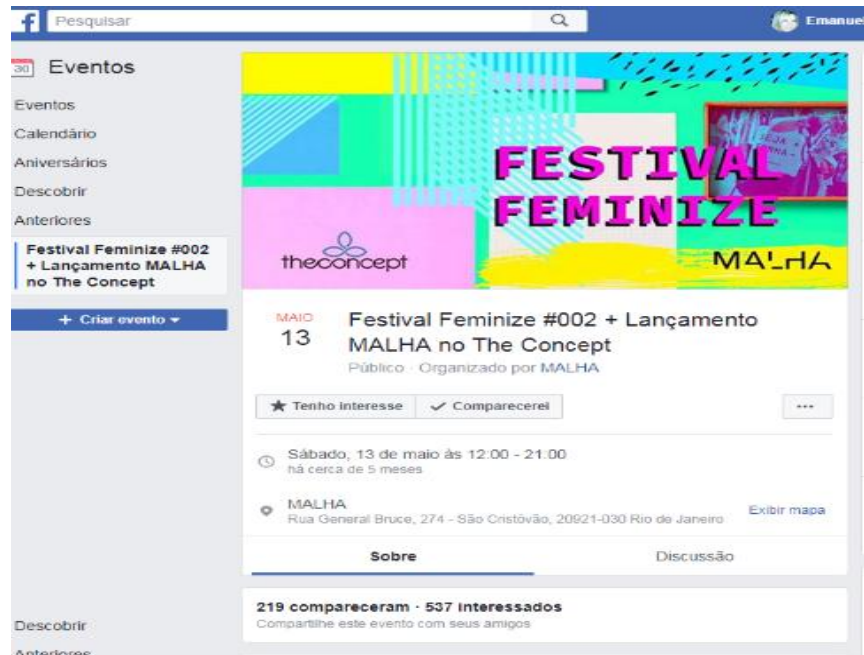 f
Pesquisar
Emanuel
30 Eventos
Eventos
Calendário
Aniversários
Descobrir
Anteriores
Festival Feminize #002
+ Lançamento MALHA
no The Concept
+ Criar evento
FESTIVAL
FEMINIZE
theconcept
MALHA
MAIO
13
Festival Feminize #002 + Lançamento
MALHA no The Concept
Público · Organizado por MALHA
Tenho interesse
Comparecerei
...
Sábado, 13 de maio às 12:00 - 21:00
há cerca de 5 meses
MALHA
Rua General Bruce, 274 - São Cristóvão, 20921-030 Rio de Janeiro
Exibir mapa
Sobre
Discussão
219 compareceram · 537 interessados
Compartilhe este evento com seus amigos
Descobrir
Anteriores